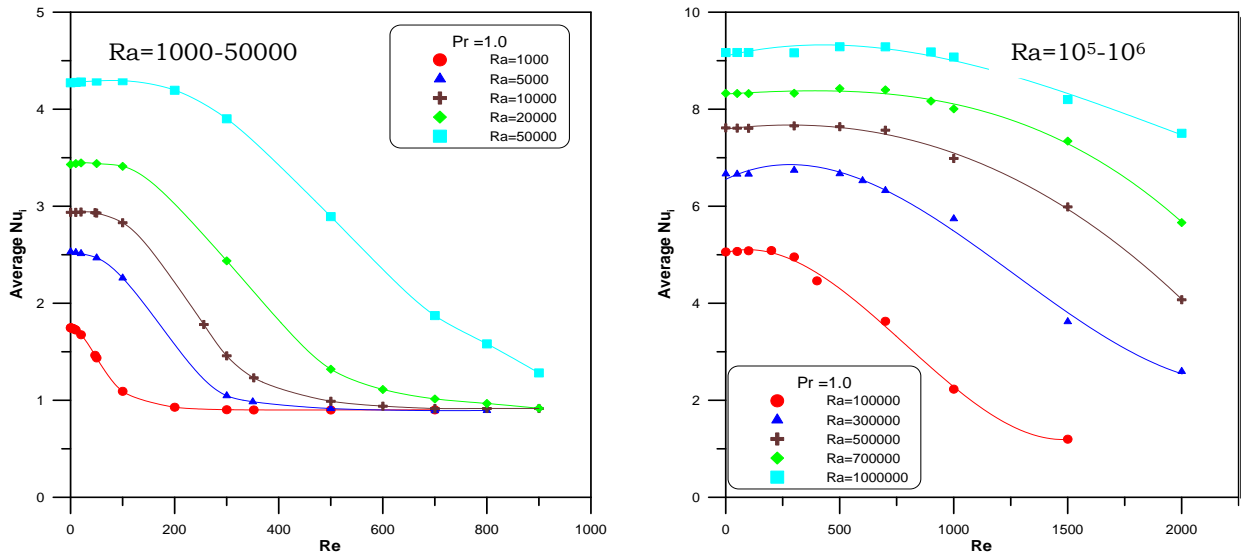 Ra=1000-50000
Pr =1.0
Ra=1000
Ra=5000
Ra=10000
Ra=20000
Ra=50000
Average Nuᵢ
5
4
3
2
1
0
0 200 400 600 800 1000
Re
Ra=10⁵-10⁶
Average Nuᵢ
10
8
6
4
2
0
Pr =1.0
Ra=100000
Ra=300000
Ra=500000
Ra=700000
Ra=1000000
0 500 1000 1500 2000
Re